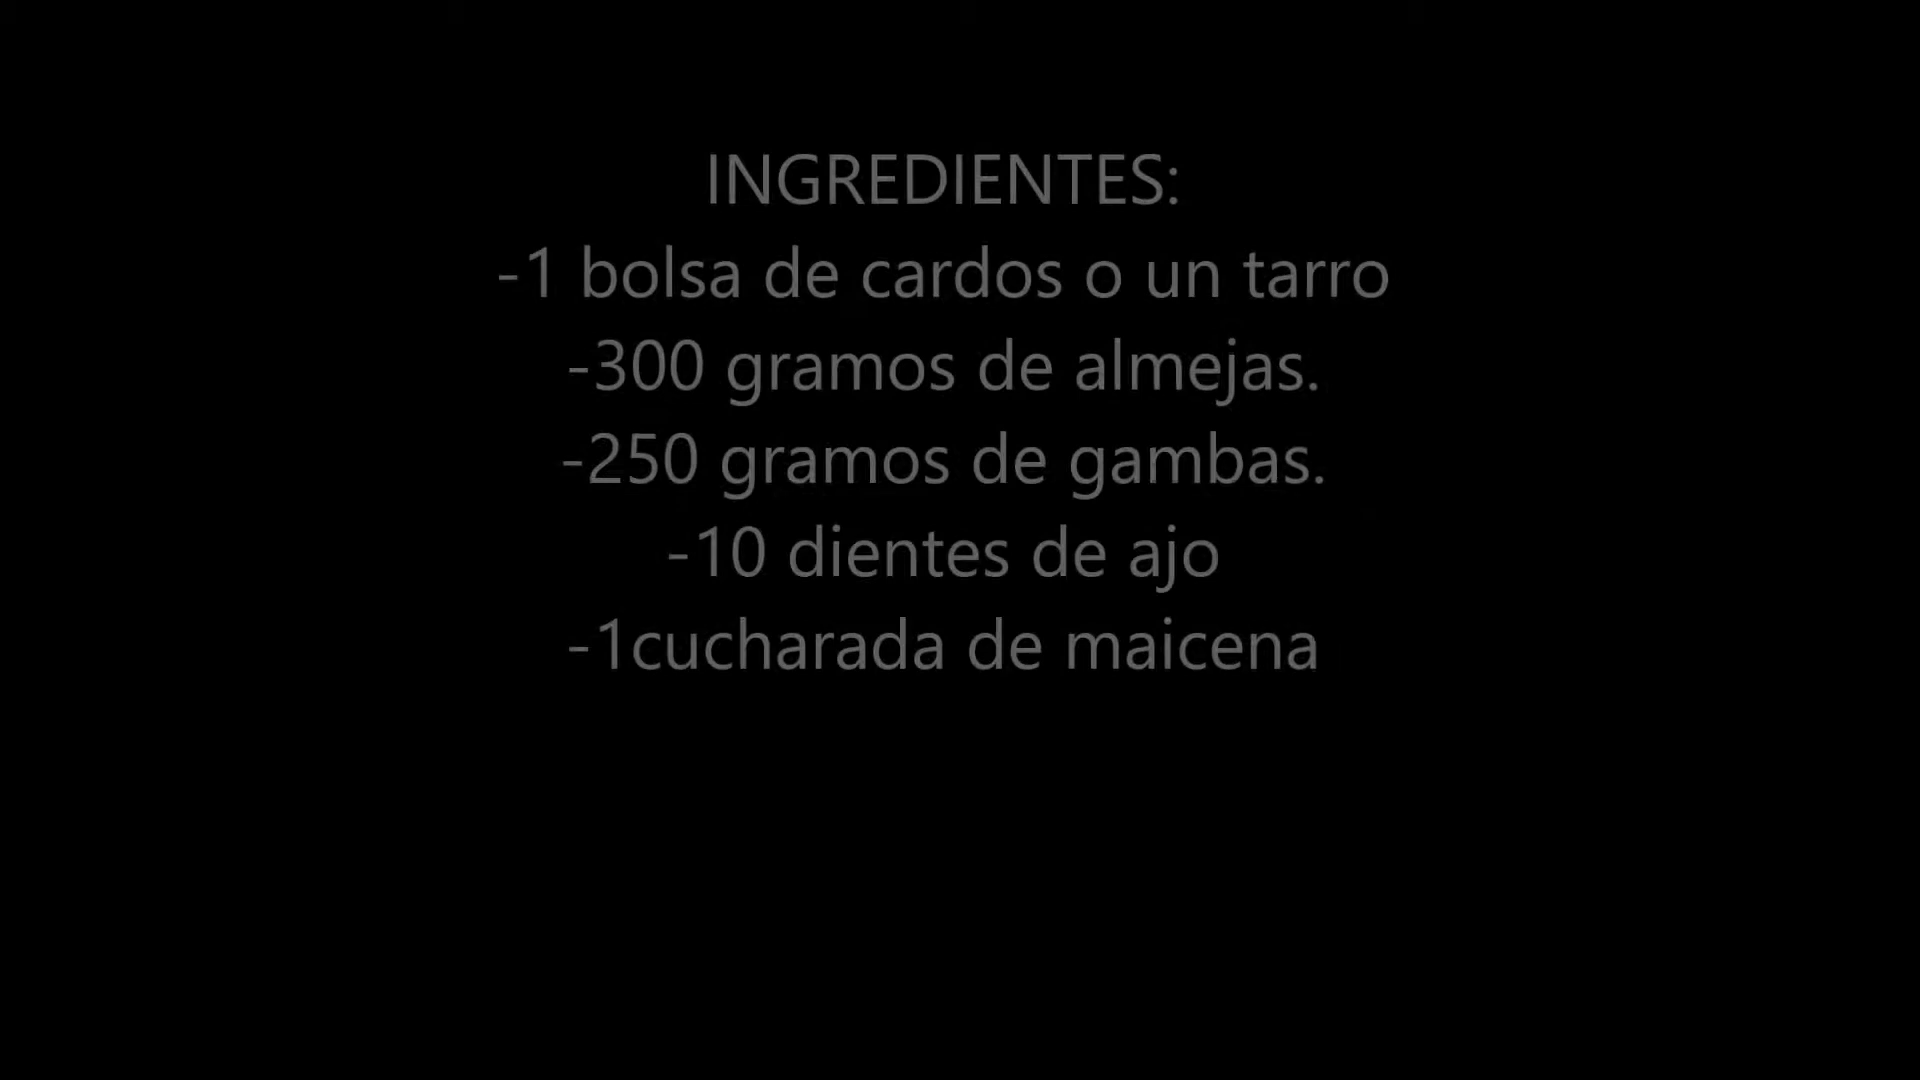 INGREDIENTES:
-1 bolsa de cardos o un tarro
-300 gramos de almejas.
-250 gramos de gambas.
-10 dientes de ajo
-1cucharada de maicena